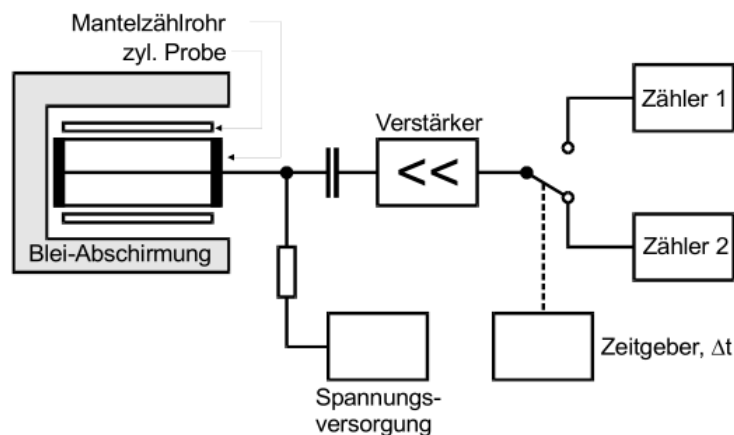 Mantelzählrohr
zyl. Probe
Verstärker
<<
Zähler 1
Blei-Abschirmung
Zähler 2
Zeitgeber, Δt
Spannungs-
versorgung